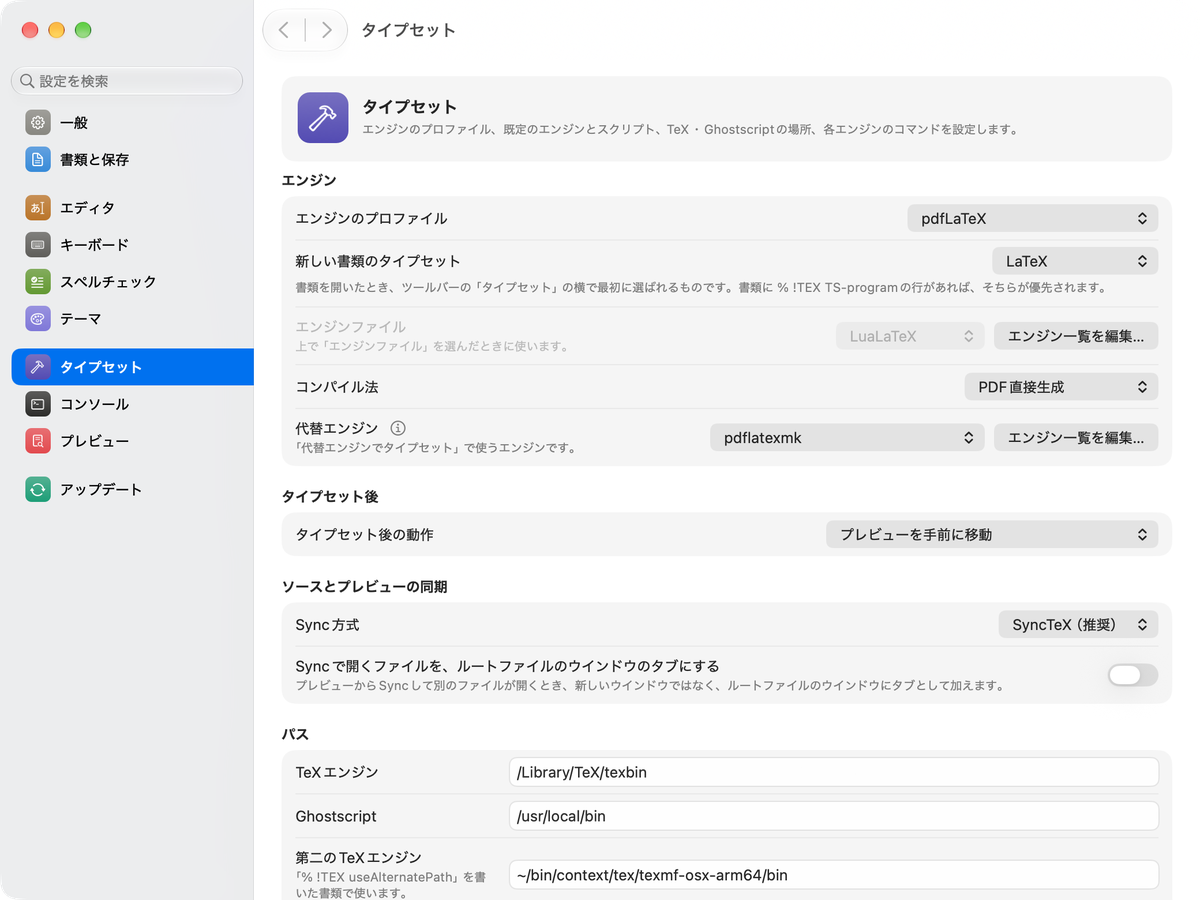 タイプセット
設定を検索
一般
書類と保存
エディタ
キーボード
スペルチェック
テーマ
タイプセット
コンソール
プレビュー
アップデート
タイプセット
エンジンのプロファイル、既定のエンジンとスクリプト、TeX・Ghostscriptの場所、各エンジンのコマンドを設定します。
エンジン
エンジンのプロファイル
pdfLaTeX
新しい書類のタイプセット
LaTeX
書類を開いたとき、ツールバーの「タイプセット」の横で最初に選ばれるものです。書類に % !TEX TS-programの行があれば、そちらが優先されます。
エンジンファイル
上で「エンジンファイル」を選んだときに使います。
LuaLaTeX
エンジン一覧を編集...
コンパイル法
PDF直接生成
代替エンジン
「代替エンジンでタイプセット」で使うエンジンです。
pdflatexmk
エンジン一覧を編集...
タイプセット後
タイプセット後の動作
プレビューを手前に移動
ソースとプレビューの同期
Sync方式
SyncTeX（推奨）
Syncで開くファイルを、ルートファイルのウインドウのタブにする
プレビューからSyncして別のファイルが開くとき、新しいウインドウではなく、ルートファイルのウインドウにタブとして加えます。
パス
TeXエンジン
/Library/TeX/texbin
Ghostscript
/usr/local/bin
第二のTeXエンジン
「% !TEX useAlternatePath」を書
いた書類で使います。
~/bin/context/tex/texmf-osx-arm64/bin